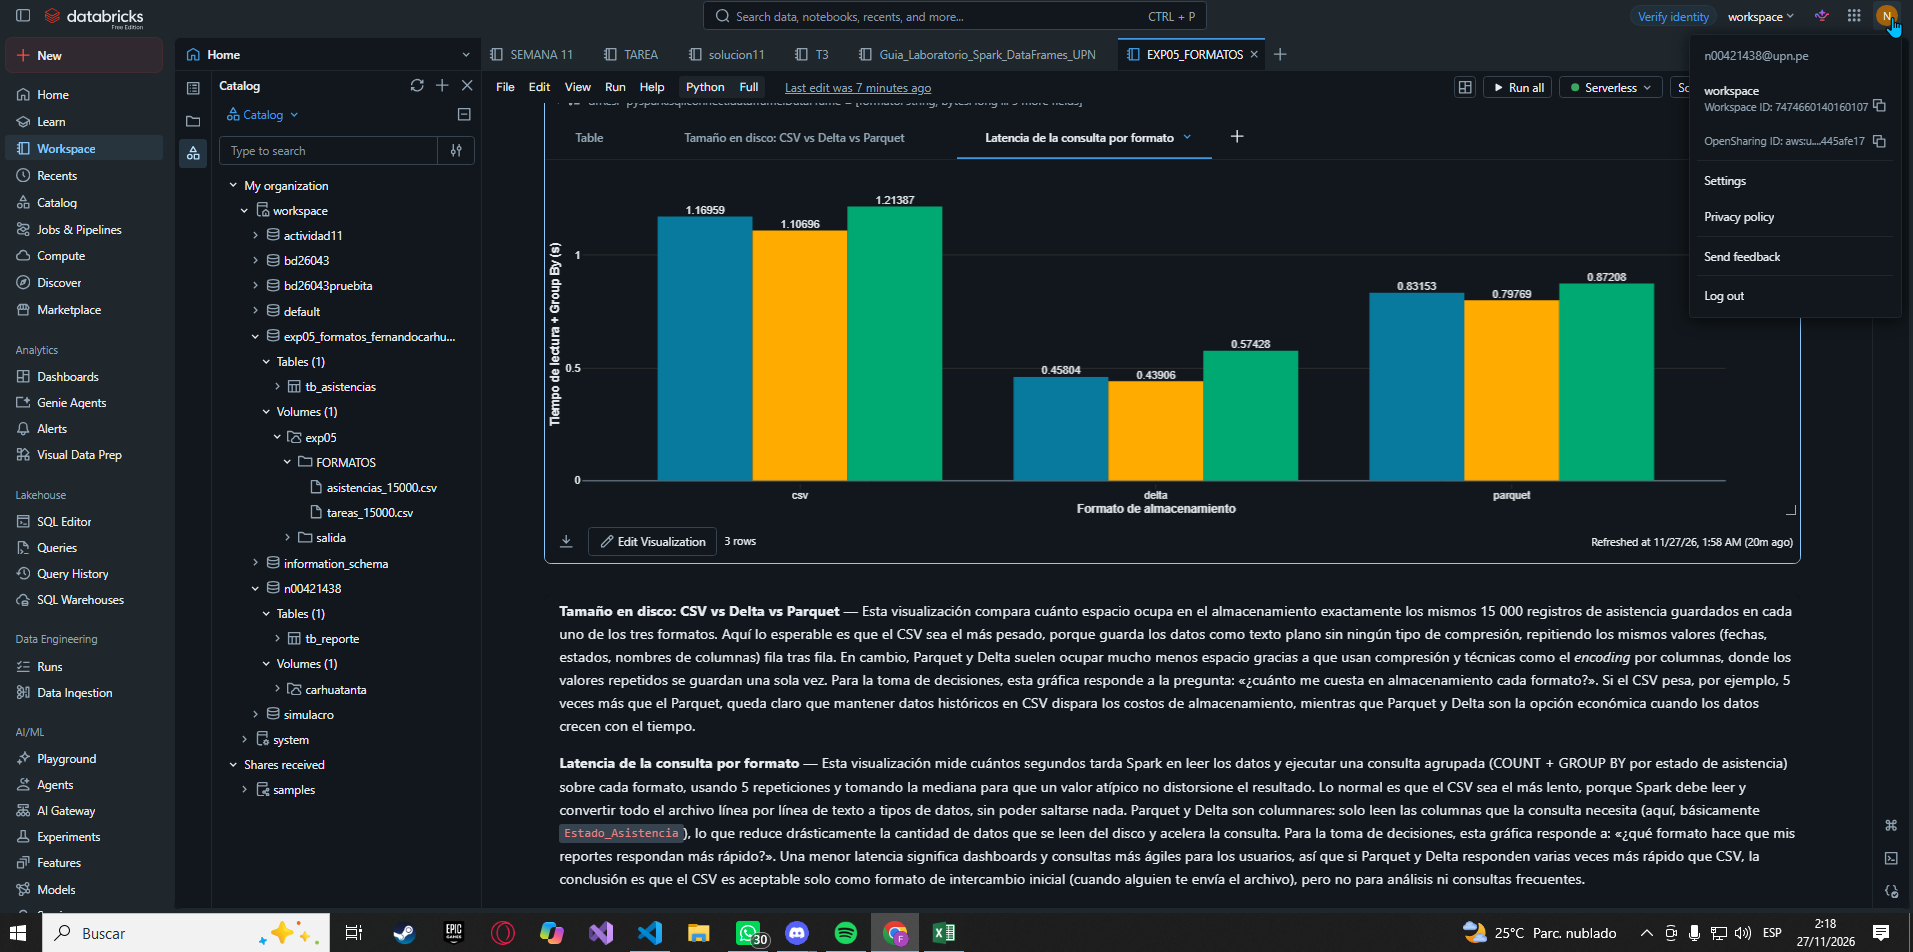 databricks
Free Edition
Search data, notebooks, recents, and more...
CTRL + P
Verify identity
workspace
N
New
Home
Learn
Workspace
Recents
Catalog
Jobs & Pipelines
Compute
Discover
Marketplace
Analytics
Dashboards
Genie Agents
Alerts
Visual Data Prep
Lakehouse
SQL Editor
Queries
Query History
SQL Warehouses
Data Engineering
Runs
Data Ingestion
AI/ML
Playground
Agents
AI Gateway
Experiments
Features
Models
Home
Catalog
Catalog
Type to search
My organization
workspace
actividad11
bd26043
bd26043pruebita
default
exp05_formatos_fernandocarhu...
Tables (1)
tb_asistencias
Volumes (1)
exp05
FORMATOS
asistencias_15000.csv
tareas_15000.csv
salida
information_schema
n00421438
Tables (1)
tb_reporte
Volumes (1)
carhuatanta
simulacro
system
Shares received
samples
SEMANA 11
TAREA
solucion11
T3
Guia_Laboratorio_Spark_DataFrames_UPN
EXP05_FORMATOS
File Edit View Run Help Python Full Last edit was 7 minutes ago
Run all
Serverless
Sc
Table
Tamaño en disco: CSV vs Delta vs Parquet
Latencia de la consulta por formato
Tiempo de lectura + Group By (s)
1
0.5
0
1.16959
1.10696
1.21387
0.45804
0.43906
0.57428
0.83153
0.79769
0.87208
csv
delta
parquet
Formato de almacenamiento
Edit Visualization
3 rows
Refreshed at 11/27/26, 1:58 AM (20m ago)
n00421438@upn.pe
workspace
Workspace ID: 7474660140160107
OpenSharing ID: aws:u....445afe17
Settings
Privacy policy
Send feedback
Log out
Tamaño en disco: CSV vs Delta vs Parquet — Esta visualización compara cuánto espacio ocupa en el almacenamiento exactamente los mismos 15 000 registros de asistencia guardados en cada
uno de los tres formatos. Aquí lo esperable es que el CSV sea el más pesado, porque guarda los datos como texto plano sin ningún tipo de compresión, repitiendo los mismos valores (fechas,
estados, nombres de columnas) fila tras fila. En cambio, Parquet y Delta suelen ocupar mucho menos espacio gracias a que usan compresión y técnicas como el encoding por columnas, donde los
valores repetidos se guardan una sola vez. Para la toma de decisiones, esta gráfica responde a la pregunta: «¿cuánto me cuesta en almacenamiento cada formato?». Si el CSV pesa, por ejemplo, 5
veces más que el Parquet, queda claro que mantener datos históricos en CSV dispara los costos de almacenamiento, mientras que Parquet y Delta son la opción económica cuando los datos
crecen con el tiempo.
Latencia de la consulta por formato — Esta visualización mide cuántos segundos tarda Spark en leer los datos y ejecutar una consulta agrupada (COUNT + GROUP BY por estado de asistencia)
sobre cada formato, usando 5 repeticiones y tomando la mediana para que un valor atípico no distorsione el resultado. Lo normal es que el CSV sea el más lento, porque Spark debe leer y
convertir todo el archivo línea por línea de texto a tipos de datos, sin poder saltarse nada. Parquet y Delta son columnares: solo leen las columnas que la consulta necesita (aquí, básicamente
Estado_Asistencia), lo que reduce drásticamente la cantidad de datos que se leen del disco y acelera la consulta. Para la toma de decisiones, esta gráfica responde a: «¿qué formato hace que mis
reportes respondan más rápido?». Una menor latencia significa dashboards y consultas más ágiles para los usuarios, así que si Parquet y Delta responden varias veces más rápido que CSV, la
conclusión es que el CSV es aceptable solo como formato de intercambio inicial (cuando alguien te envía el archivo), pero no para análisis ni consultas frecuentes.
Buscar
EPIC
GAMES
30
F
25°C Parc. nublado
ESP
2:18
27/11/2026